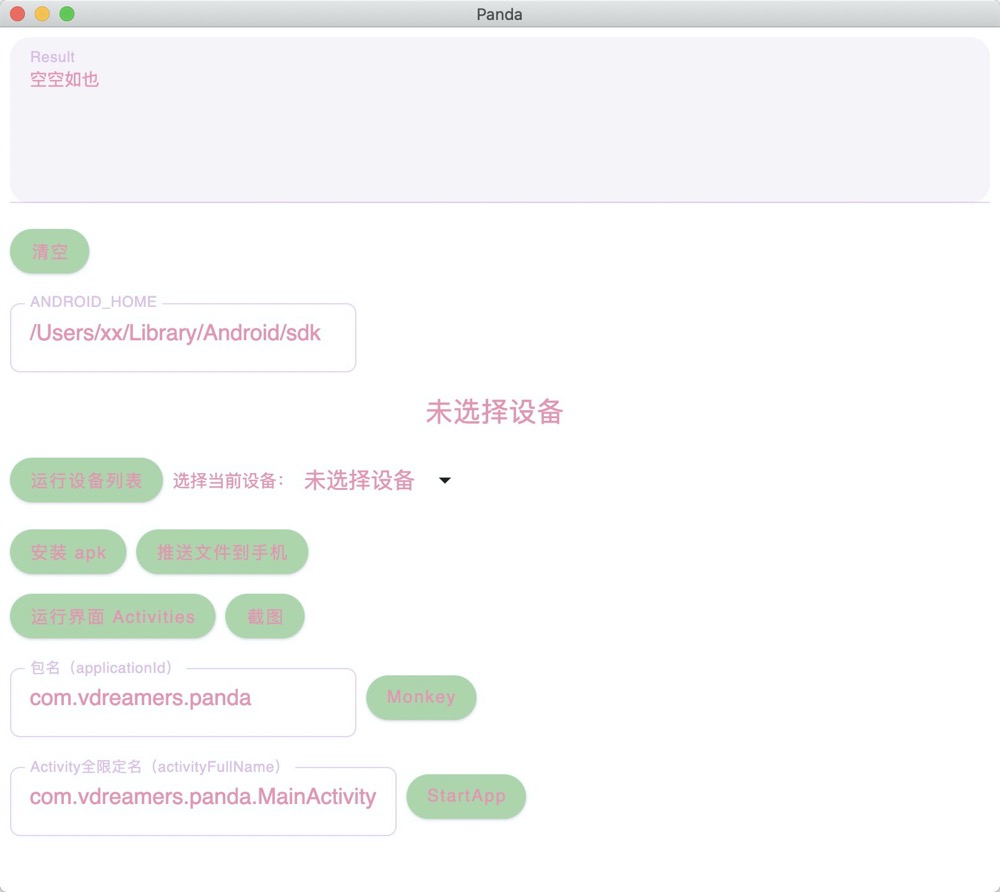 Panda
Result
空空如也
清空
ANDROID_HOME
/Users/xx/Library/Android/sdk
未选择设备
运行设备列表 选择当前设备： 未选择设备
安装 apk 推送文件到手机
运行界面 Activities 截图
包名（applicationId）
com.vdreamers.panda Monkey
Activity全限定名（activityFullName）
com.vdreamers.panda.MainActivity StartApp